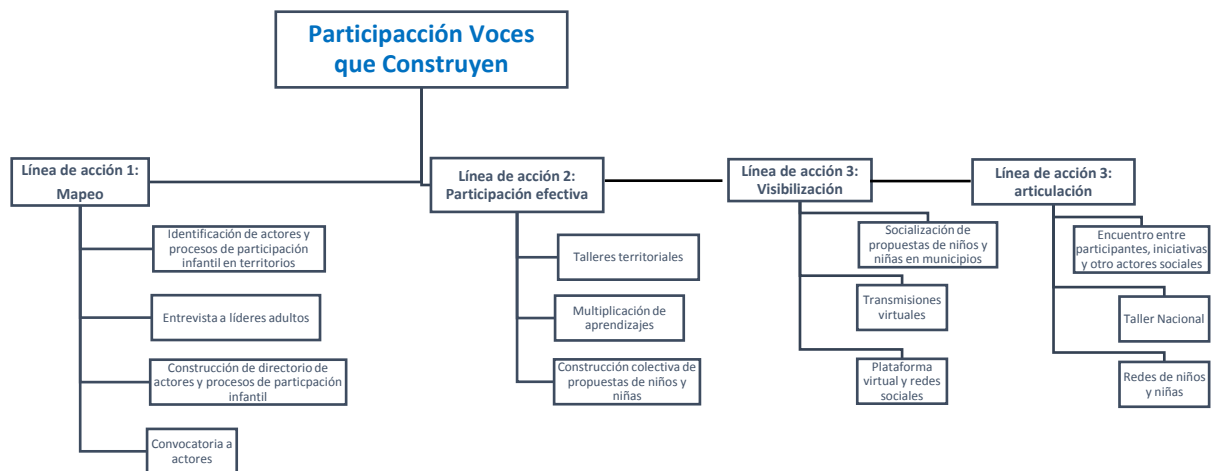 Participacción Voces
que Construyen
Línea de acción 1:
Mapeo
Identificación de actores y
procesos de participación
infantil en territorios
Entrevista a líderes adultos
Construcción de directorio de
actores y procesos de particpación
infantil
Convocatoria a
actores
Línea de acción 2:
Participación efectiva
Talleres territoriales
Multiplicación de
aprendizajes
Construcción colectiva de
propuestas de niños y
niñas
Línea de acción 3:
Visibilización
Socialización de
propuestas de niños y
niñas en municipios
Transmisiones
virtuales
Plataforma
virtual y redes
sociales
Línea de acción 3:
articulación
Encuentro entre
participantes, iniciativas
y otro actores sociales
Taller Nacional
Redes de niños
y niñas